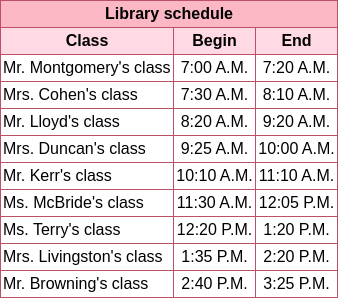 Library schedule
Class Begin End
Mr. Montgomery's class 7:00 A.M. 7:20 A.M.
Mrs. Cohen's class 7:30 A.M. 8:10 A.M.
Mr. Lloyd's class 8:20 A.M. 9:20 A.M.
Mrs. Duncan's class 9:25 A.M. 10:00 A.M.
Mr. Kerr's class 10:10 A.M. 11:10 A.M.
Ms. McBride's class 11:30 A.M. 12:05 P.M.
Ms. Terry's class 12:20 P.M. 1:20 P.M.
Mrs. Livingston's class 1:35 P.M. 2:20 P.M.
Mr. Browning's class 2:40 P.M. 3:25 P.M.